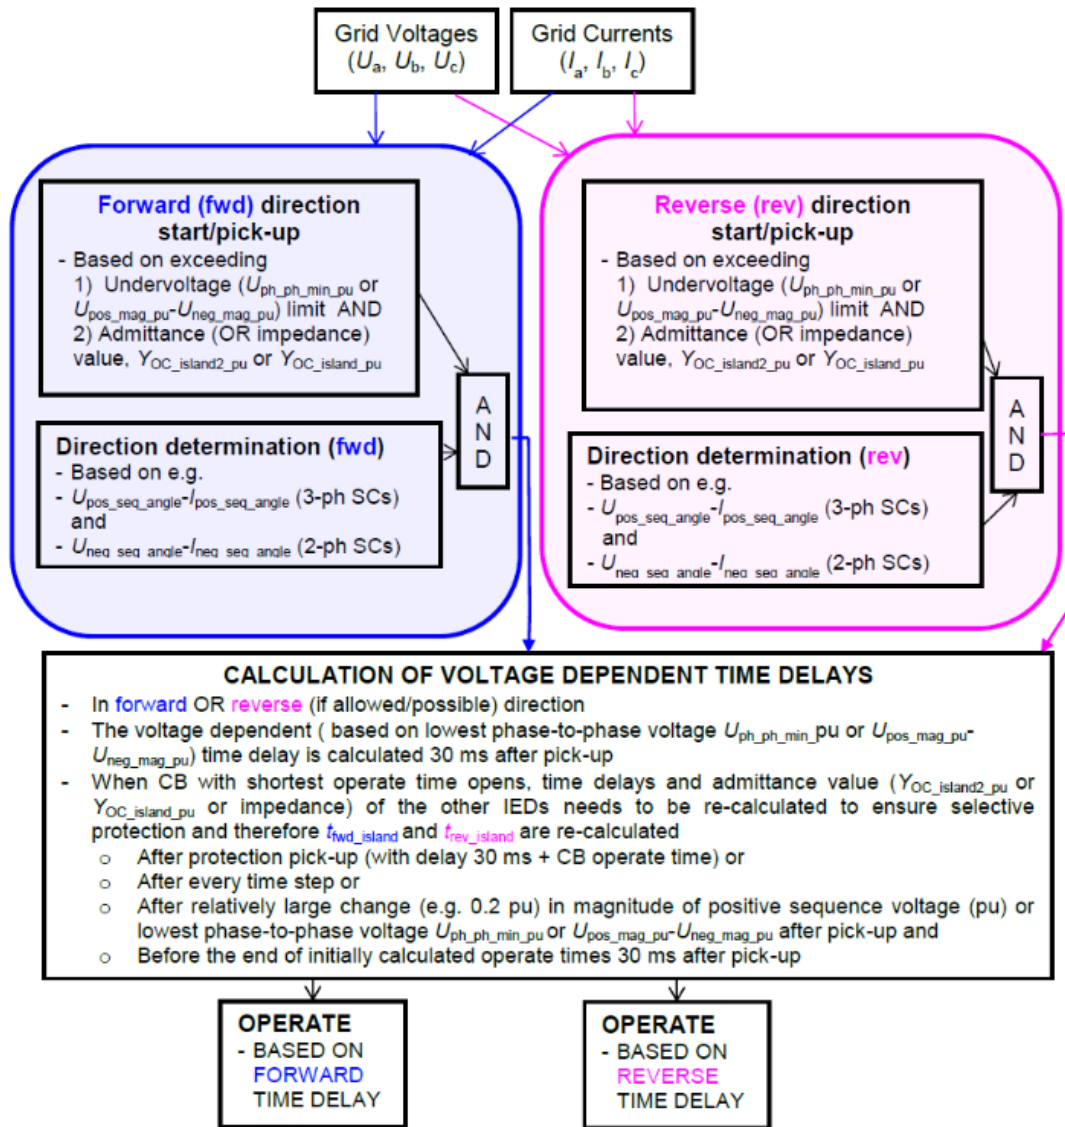 Grid Voltages
(Ua, Ub, Uc)
Grid Currents
(Ia, Ib, Ic)
Forward (fwd) direction
start/pick-up
- Based on exceeding
1) Undervoltage (Uph_ph_min_pu or
Upos_mag_pu-Uneg_mag_pu) limit AND
2) Admittance (OR impedance)
value, YOC_island2_pu or YOC_island_pu
Direction determination (fwd)
- Based on e.g.
- Upos_seq_angle-Ipos_seq_angle (3-ph SCs)
and
- Uneg_seq_angle-Ineg_seq_angle (2-ph SCs)
A
N
D
Reverse (rev) direction
start/pick-up
- Based on exceeding
1) Undervoltage (Uph_ph_min_pu or
Upos_mag_pu-Uneg_mag_pu) limit AND
2) Admittance (OR impedance)
value, YOC_island2_pu or YOC_island_pu
Direction determination (rev)
- Based on e.g.
- Upos_seq_angle-Ipos_seq_angle (3-ph SCs)
and
- Uneg_seq_angle-Ineg_seq_angle (2-ph SCs)
A
N
D
CALCULATION OF VOLTAGE DEPENDENT TIME DELAYS
- In forward OR reverse (if allowed/possible) direction
- The voltage dependent ( based on lowest phase-to-phase voltage Uph_ph_min_pu or Upos_mag_pu-
Uneg_mag_pu) time delay is calculated 30 ms after pick-up
- When CB with shortest operate time opens, time delays and admittance value (YOC_island2_pu or
YOC_island_pu or impedance) of the other IEDs needs to be re-calculated to ensure selective
protection and therefore tfwd_island and trev_island are re-calculated
o After protection pick-up (with delay 30 ms + CB operate time) or
o After every time step or
o After relatively large change (e.g. 0.2 pu) in magnitude of positive sequence voltage (pu) or
lowest phase-to-phase voltage Uph_ph_min_pu or Upos_mag_pu-Uneg_mag_pu after pick-up and
o Before the end of initially calculated operate times 30 ms after pick-up
OPERATE
- BASED ON
FORWARD
TIME DELAY
OPERATE
- BASED ON
REVERSE
TIME DELAY